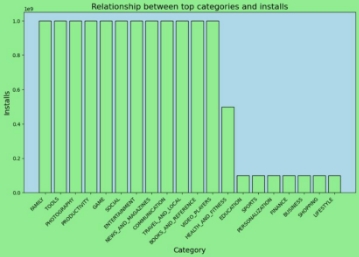 Relationship between top categories and installs
1e9
1.0
0.8
0.6
0.4
0.2
0.0
Installs
FAMILY
TOOLS
PHOTOGRAPHY
PRODUCTIVITY
GAME
SOCIAL
ENTERTAINMENT
NEWS_AND_MAGAZINES
COMMUNICATION
TRAVEL_AND_LOCAL
BOOKS_AND_REFERENCE
VIDEO_PLAYERS
HEALTH_AND_FITNESS
EDUCATION
SPORTS
PERSONALIZATION
FINANCE
BUSINESS
SHOPPING
LIFESTYLE
Category